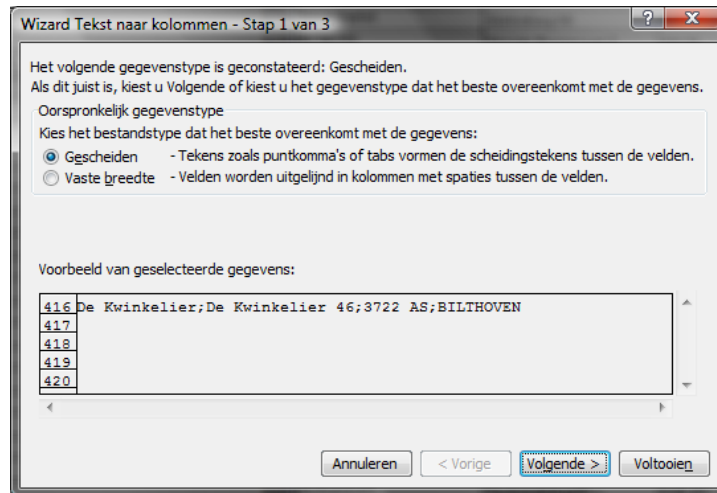 Wizard Tekst naar kolommen - Stap 1 van 3
Het volgende gegevenstype is geconstateerd: Gescheiden.
Als dit juist is, kiest u Volgende of kiest u het gegevenstype dat het beste overeenkomt met de gegevens.
Oorspronkelijk gegevenstype
Kies het bestandstype dat het beste overeenkomt met de gegevens:
Gescheiden - Tekens zoals puntkomma's of tabs vormen de scheidingstekens tussen de velden.
Vaste breedte - Velden worden uitgelijnd in kolommen met spaties tussen de velden.
Voorbeeld van geselecteerde gegevens:
416 De Kwinkelier;De Kwinkelier 46;3722 AS;BILTHOVEN
417
418
419
420
Annuleren < Vorige Volgende > Voltooien